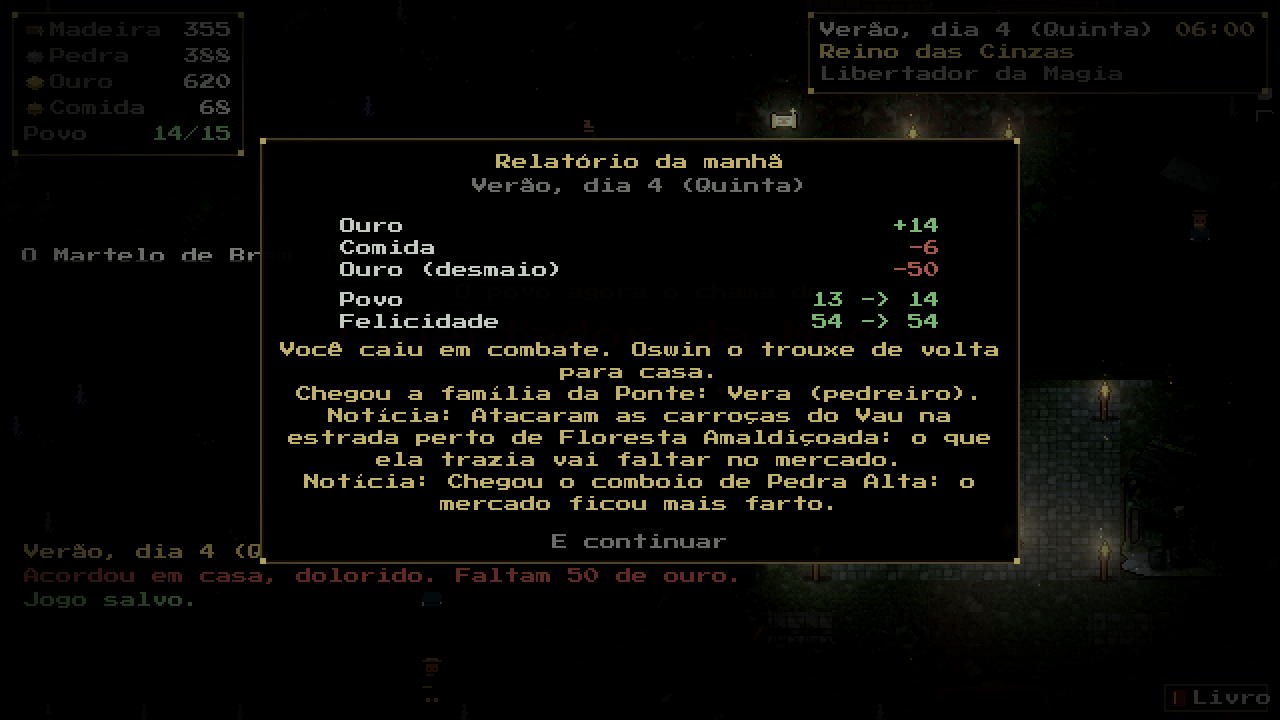 Madeira 355
Pedra 388
Ouro 620
Comida 68
Povo 14/15
Verão, dia 4 (Quinta) 06:00
Reino das Cinzas
Libertador da Magia
Relatório da manhã
Verão, dia 4 (Quinta)
Ouro +14
Comida -6
Ouro (desmaio) -50
O Martelo de
O povo agora o chama de
Povo 13 -> 14
Felicidade 54 -> 54
Você caiu em combate. Oswin o trouxe de volta
para casa.
Chegou a família da Ponte: Vera (pedreiro).
Notícia: Atacaram as carroças do Vau na
estrada perto de Floresta Amaldiçoada: o que
ela trazia vai faltar no mercado.
Notícia: Chegou o comboio de Pedra Alta: o
mercado ficou mais farto.
E continuar
Verão, dia 4 (Q
Acordou em casa, dolorido. Faltam 50 de ouro.
Jogo salvo.
Livro